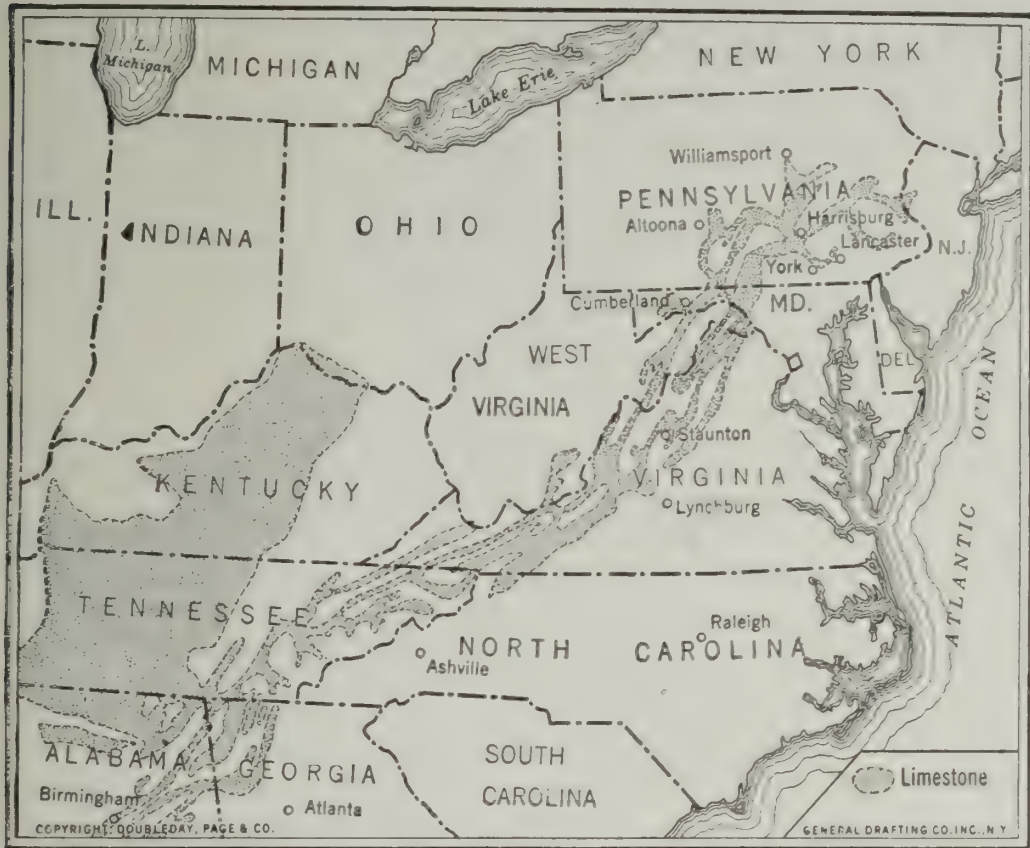 L. Michigan
MICHIGAN
Lake Erie
NEW YORK
Williamsport
PENNSYLVANIA
ILL.
INDIANA
OHIO
Altoona
Harrisburg
Lancaster
N.J.
York
Cumberland
MD.
WEST
VIRGINIA
DEL
ATLANTIC OCEAN
Staunton
VIRGINIA
KENTUCKY
Lynchburg
TENNESSEE
Raleigh
NORTH CAROLINA
Ashville
ALABAMA
GEORGIA
SOUTH
CAROLINA
Limestone
Birmingham
Atlanta
COPYRIGHT, DOUBLEDAY, PAGE & CO.
GENERAL DRAFTING CO. INC., N.Y.